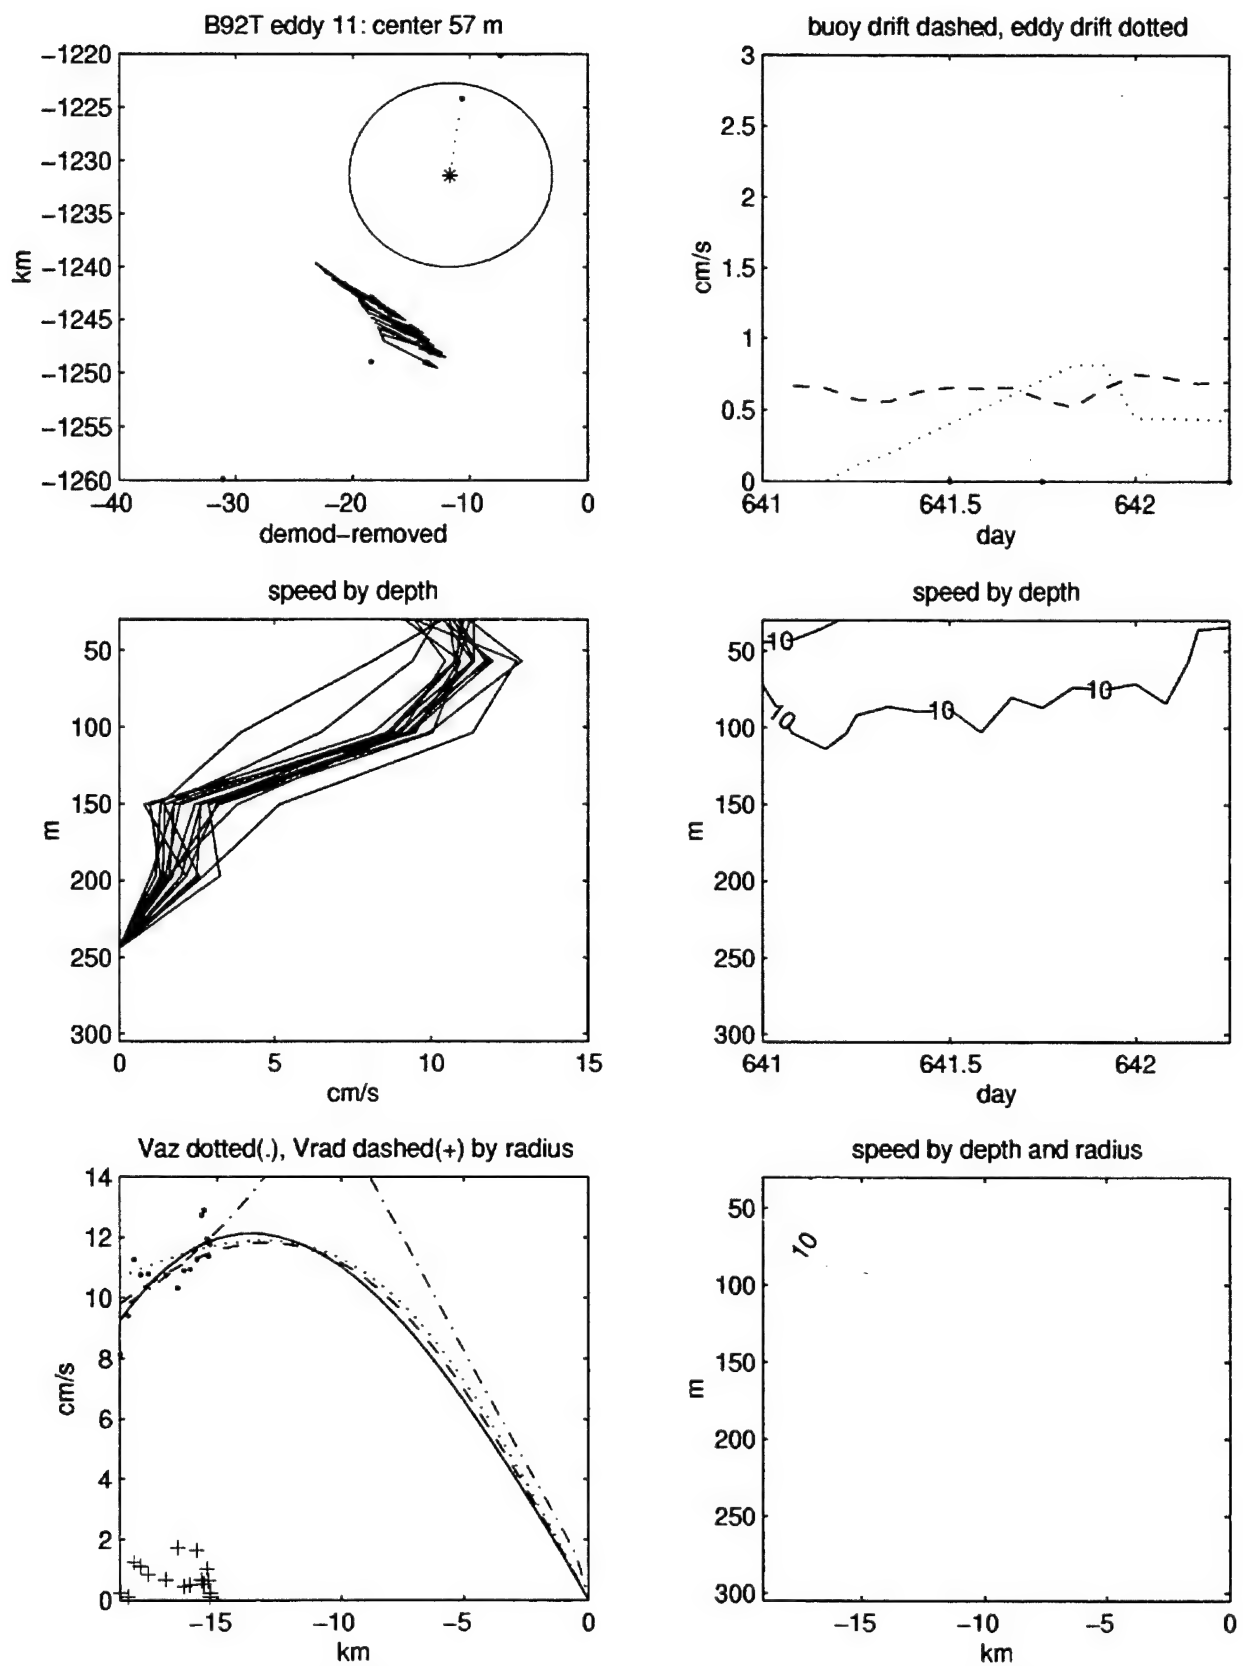 B92T eddy 11: center 57 m
−1220
−1225
−1230
−1235
−1240
−1245
−1250
−1255
−1260
km
−40 −30 −20 −10 0
demod−removed
buoy drift dashed, eddy drift dotted
3
2.5
2
1.5
1
0.5
0
cm/s
641 641.5 642
day
speed by depth
50
100
150
200
250
300
m
0 5 10 15
cm/s
speed by depth
50
100
150
200
250
300
m
10
10
10
10
641 641.5 642
day
Vaz dotted(.), Vrad dashed(+) by radius
14
12
10
8
6
4
2
0
cm/s
−15 −10 −5 0
km
speed by depth and radius
50
100
150
200
250
300
m
10
−15 −10 −5 0
km